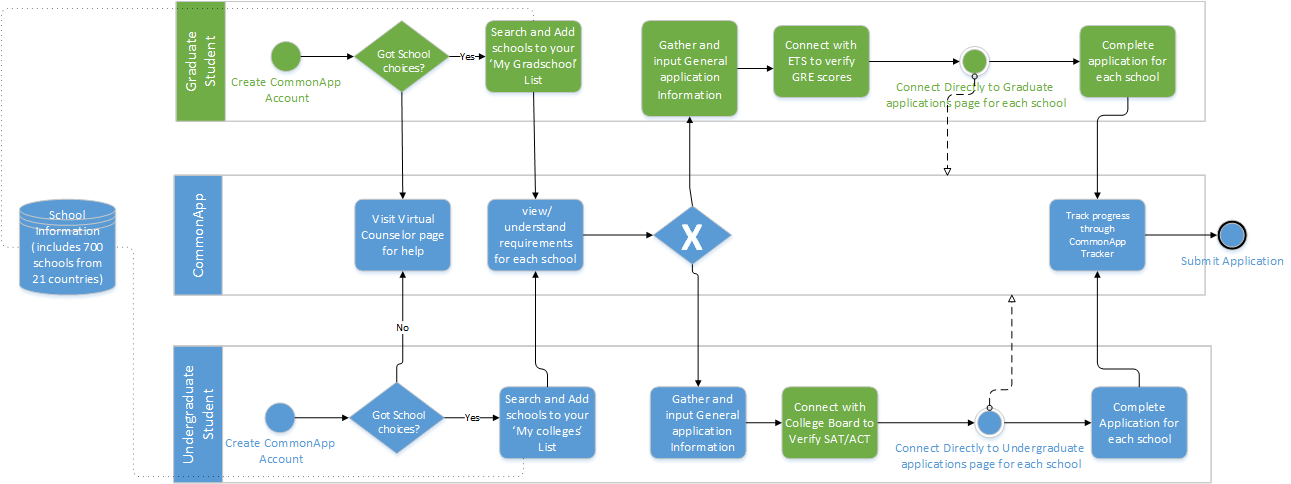 Graduate
Student
Create CommonApp
Account
Got School
choices?
Yes
Search and Add
schools to your
‘My Gradschool’
List
Gather and
input General
application
Information
Connect with
ETS to verify
GRE scores
Connect Directly to Graduate
applications page for each school
Complete
application for
each school
School
Information
(includes 700
schools from
21 countries)
CommonApp
Visit Virtual
Counselor page
for help
view/
understand
requirements
for each school
X
Track progress
through
CommonApp
Tracker
Submit Application
No
Undergraduate
Student
Create CommonApp
Account
Got School
choices?
Yes
Search and Add
schools to your
‘My colleges’
List
Gather and
input General
application
Information
Connect with
College Board to
Verify SAT/ACT
Connect Directly to Undergraduate
applications page for each school
Complete
Application for
each school